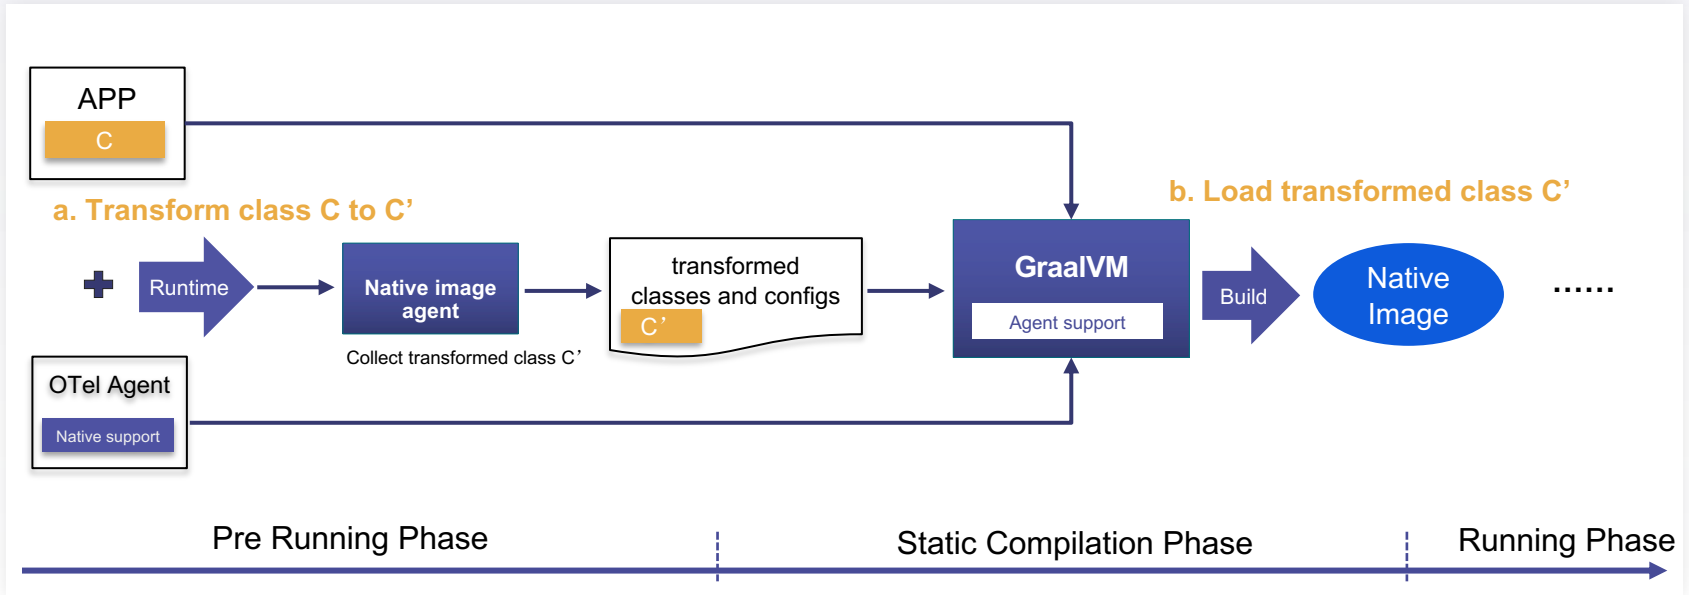 APP
C
a. Transform class C to C’
b. Load transformed class C’
Runtime
Native image
agent
Collect transformed class C’
transformed
classes and configs
C’
GraalVM
Agent support
Build
Native
Image
......
OTel Agent
Native support
Pre Running Phase
Static Compilation Phase
Running Phase